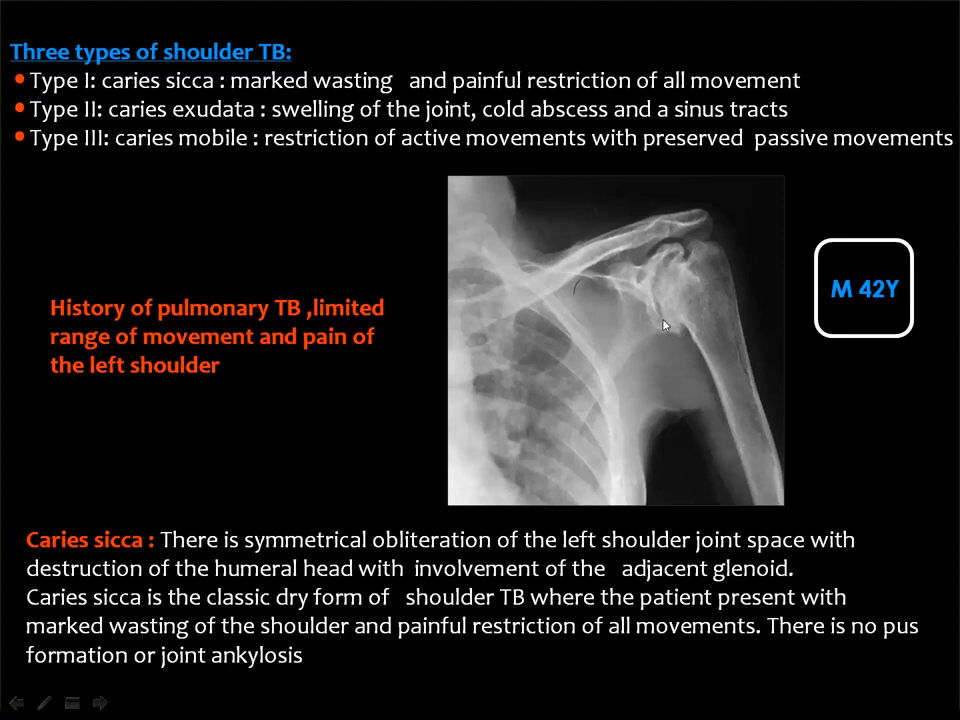 Three types of shoulder TB:
• Type I: caries sicca : marked wasting and painful restriction of all movement
• Type II: caries exudata : swelling of the joint, cold abscess and a sinus tracts
• Type III: caries mobile : restriction of active movements with preserved passive movements
M 42Y
History of pulmonary TB ,limited
range of movement and pain of
the left shoulder
Caries sicca : There is symmetrical obliteration of the left shoulder joint space with
destruction of the humeral head with involvement of the adjacent glenoid.
Caries sicca is the classic dry form of shoulder TB where the patient present with
marked wasting of the shoulder and painful restriction of all movements. There is no pus
formation or joint ankylosis